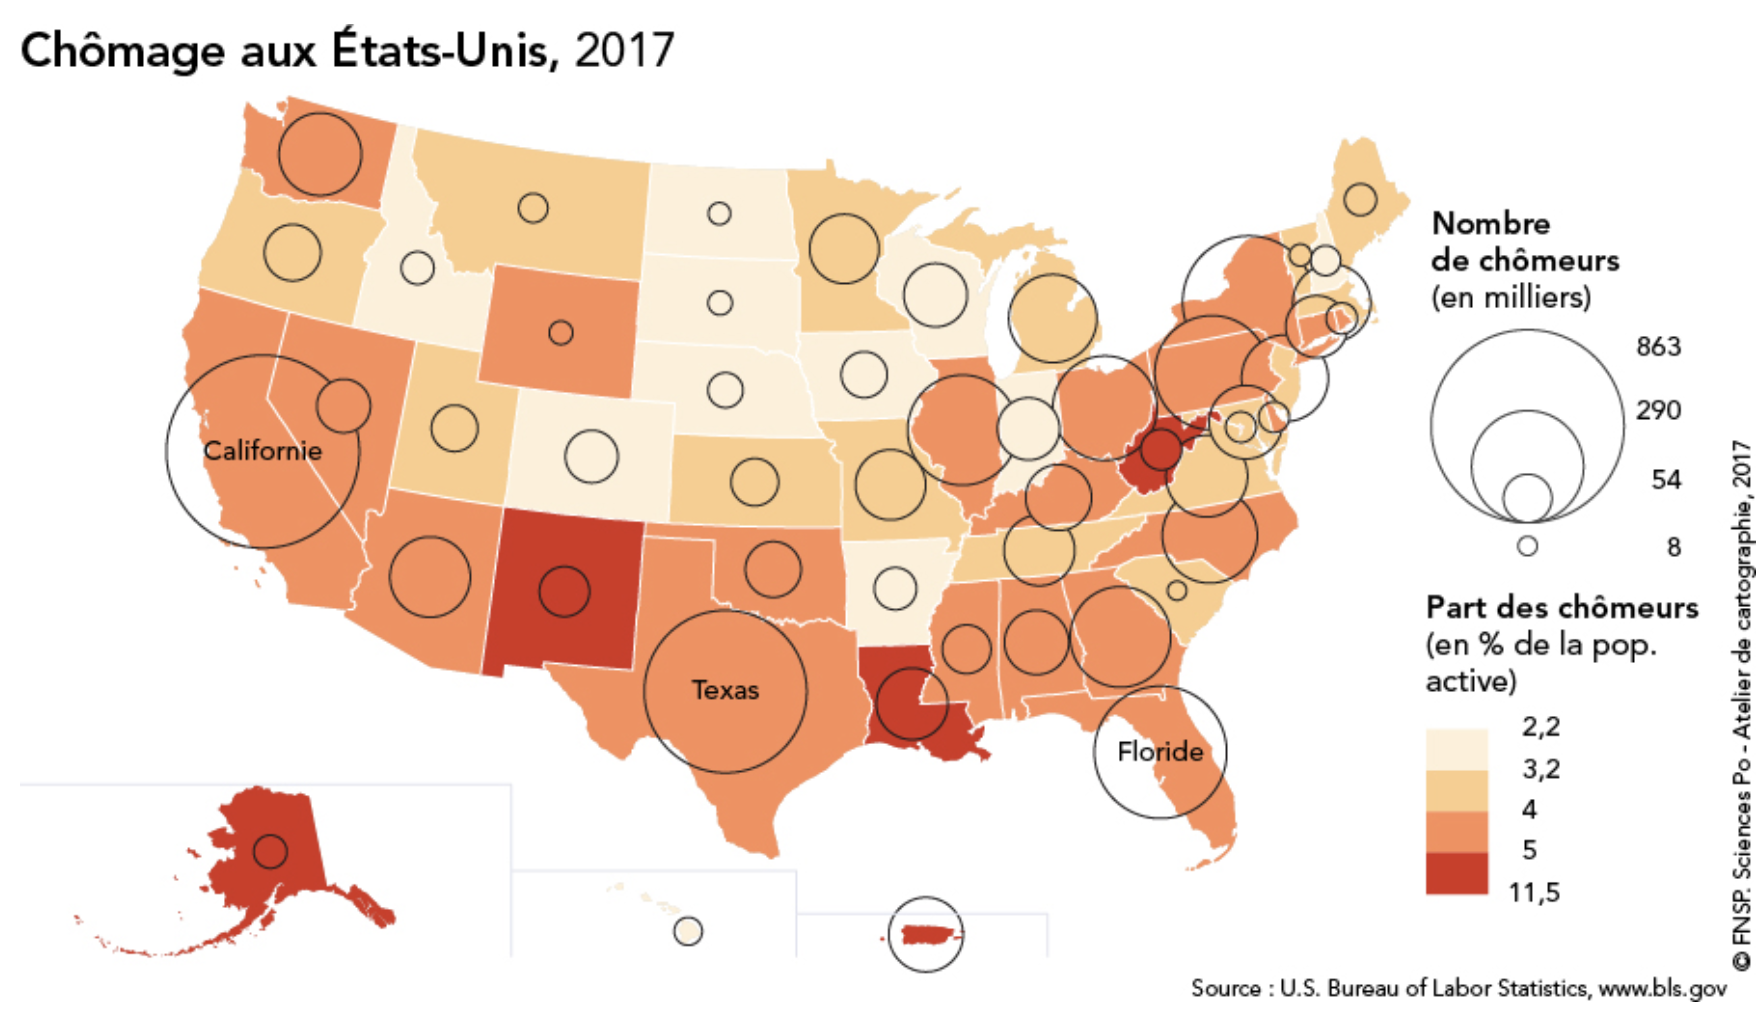 Chômage aux États-Unis, 2017
Californie
Texas
Floride
Nombre
de chômeurs
(en milliers)
863
290
54
8
Part des chômeurs
(en % de la pop.
active)
2,2
3,2
4
5
11,5
© FNSP. Sciences Po - Atelier de cartographie, 2017
Source : U.S. Bureau of Labor Statistics, www.bls.gov